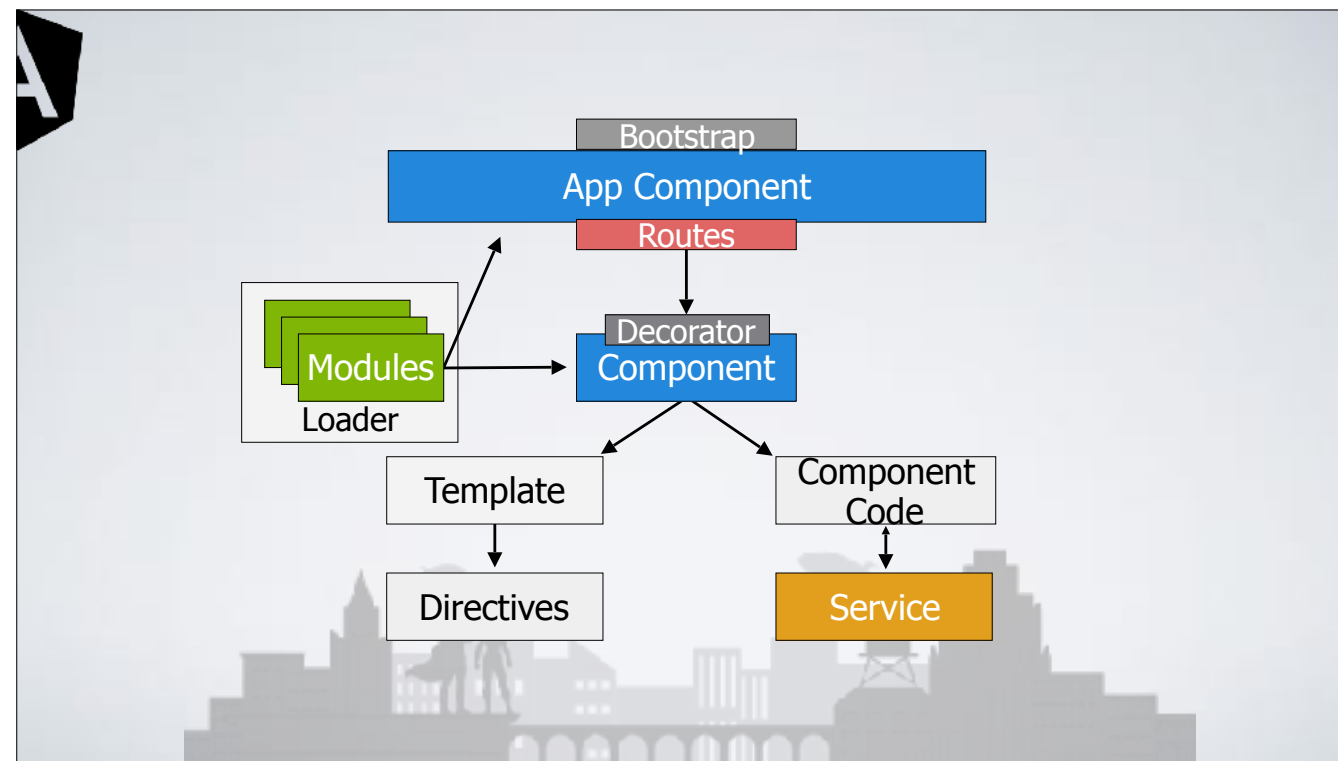 A
Bootstrap
App Component
Routes
Decorator
Modules
Component
Loader
Template
Component
Code
Directives
Service